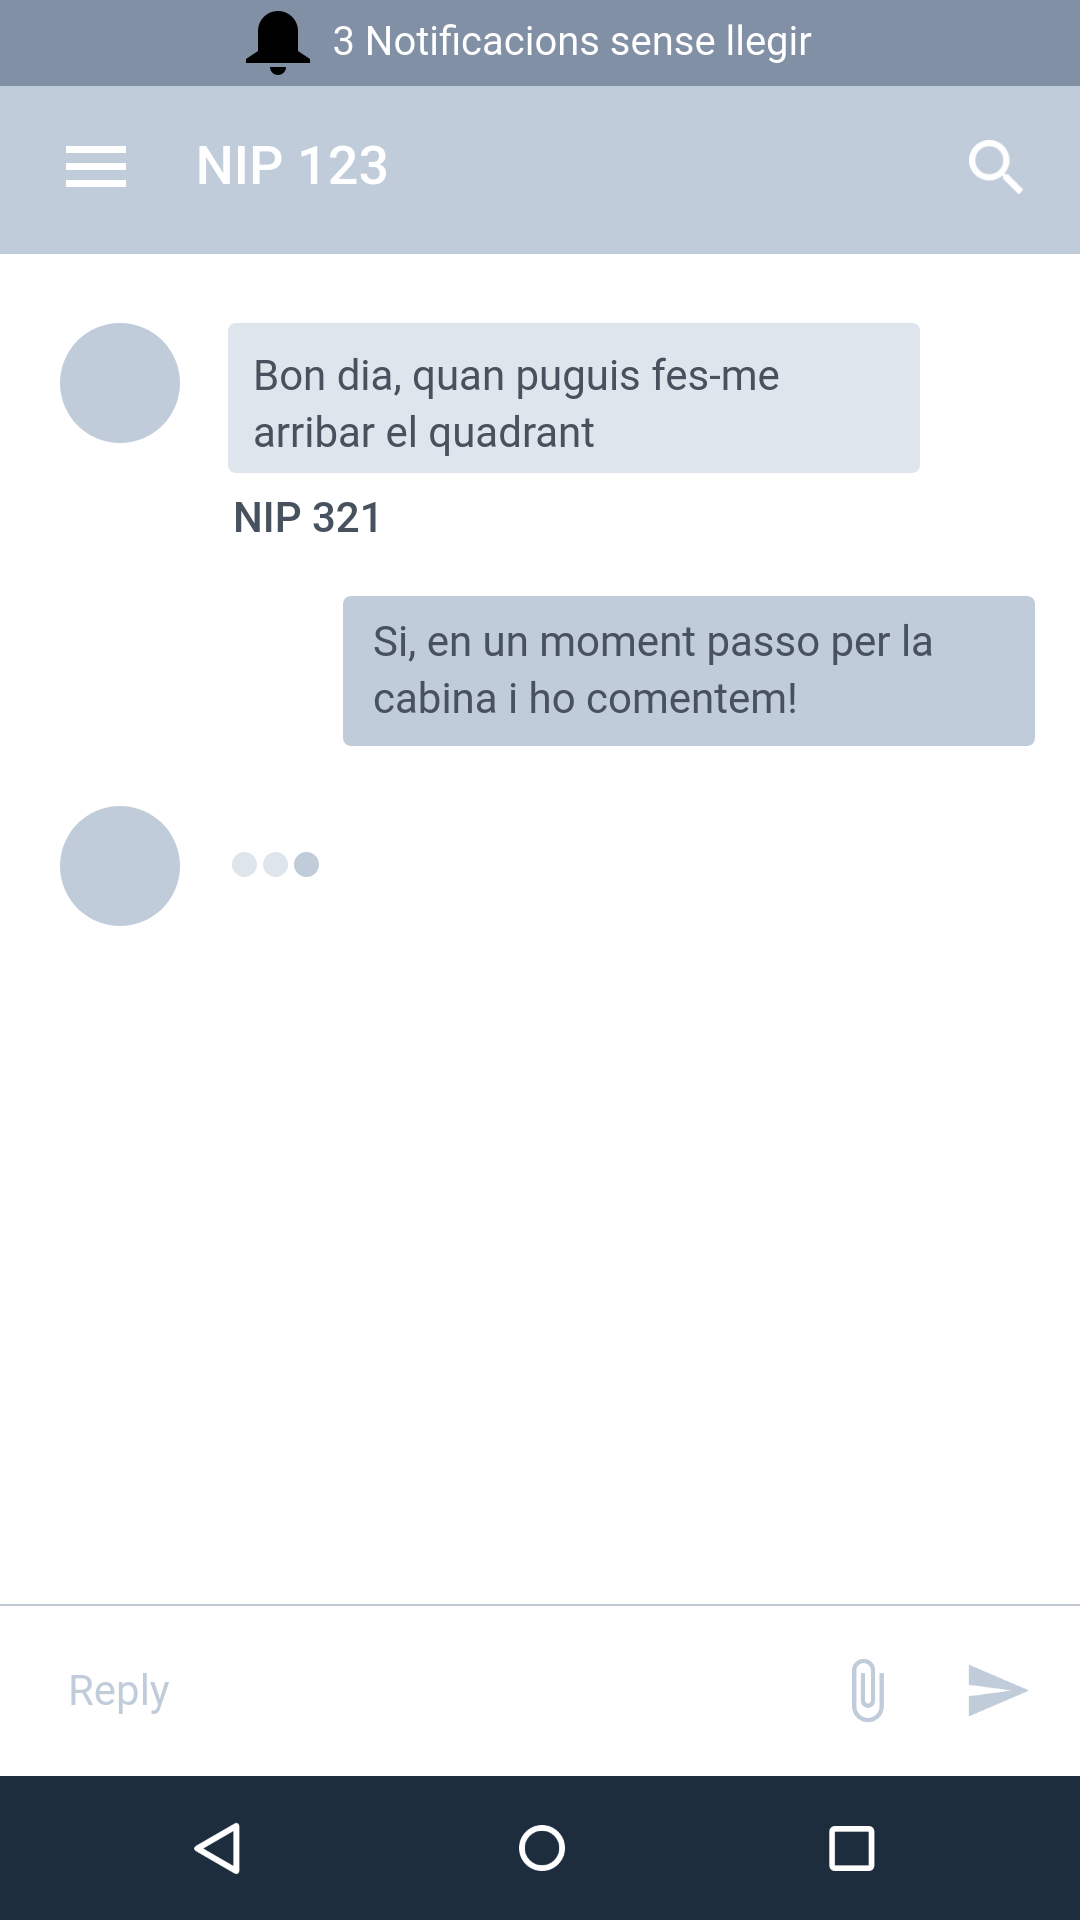 3 Notificacions sense llegir
NIP 123
Bon dia, quan puguis fes-me
arribar el quadrant
NIP 321
Si, en un moment passo per la
cabina i ho comentem!
Reply